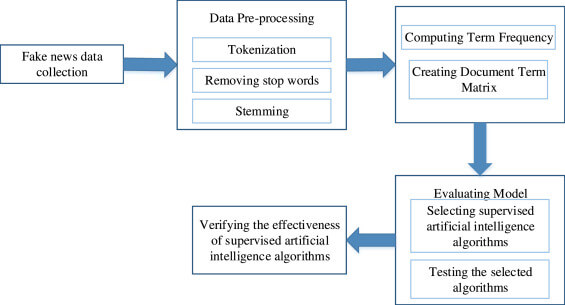 Fake news data
collection
Data Pre-processing
Tokenization
Removing stop words
Stemming
Computing Term Frequency
Creating Document Term
Matrix
Evaluating Model
Selecting supervised
artificial intelligence
algorithms
Testing the selected
algorithms
Verifying the effectiveness
of supervised artificial
intelligence algorithms